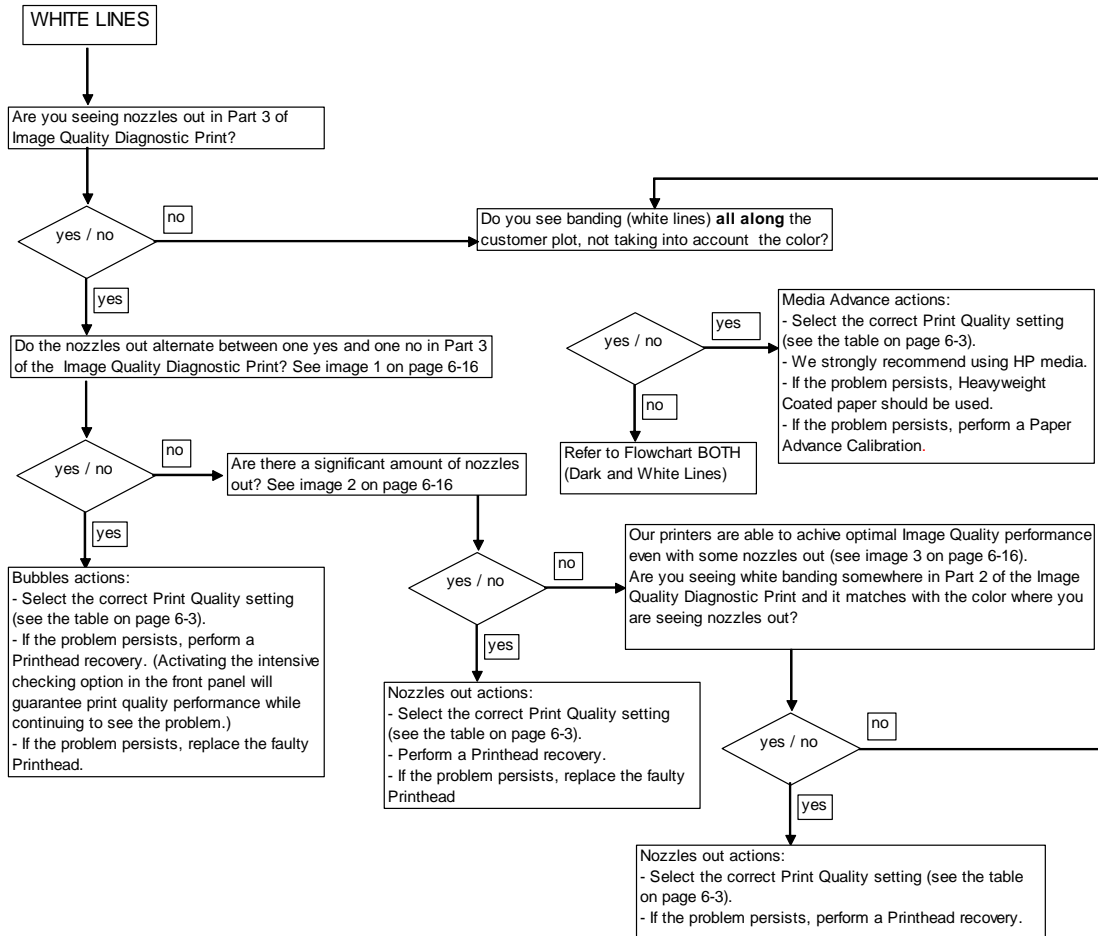 WHITE LINES
Are you seeing nozzles out in Part 3 of
Image Quality Diagnostic Print?
yes / no
no
Do you see banding (white lines) all along the
customer plot, not taking into account the color?
yes
Do the nozzles out alternate between one yes and one no in Part 3
of the Image Quality Diagnostic Print? See image 1 on page 6-16
yes / no
yes
Media Advance actions:
- Select the correct Print Quality setting
(see the table on page 6-3).
- We strongly recommend using HP media.
- If the problem persists, Heavyweight
Coated paper should be used.
- If the problem persists, perform a Paper
Advance Calibration.
no
Refer to Flowchart BOTH
(Dark and White Lines)
yes / no
no
Are there a significant amount of nozzles
out? See image 2 on page 6-16
yes
Bubbles actions:
- Select the correct Print Quality setting
(see the table on page 6-3).
- If the problem persists, perform a
Printhead recovery. (Activating the intensive
checking option in the front panel will
guarantee print quality performance while
continuing to see the problem.)
- If the problem persists, replace the faulty
Printhead.
yes / no
no
Our printers are able to achive optimal Image Quality performance
even with some nozzles out (see image 3 on page 6-16).
Are you seeing white banding somewhere in Part 2 of the Image
Quality Diagnostic Print and it matches with the color where you
are seeing nozzles out?
yes
Nozzles out actions:
- Select the correct Print Quality setting
(see the table on page 6-3).
- Perform a Printhead recovery.
- If the problem persists, replace the faulty
Printhead
yes / no
no
yes
Nozzles out actions:
- Select the correct Print Quality setting (see the table
on page 6-3).
- If the problem persists, perform a Printhead recovery.